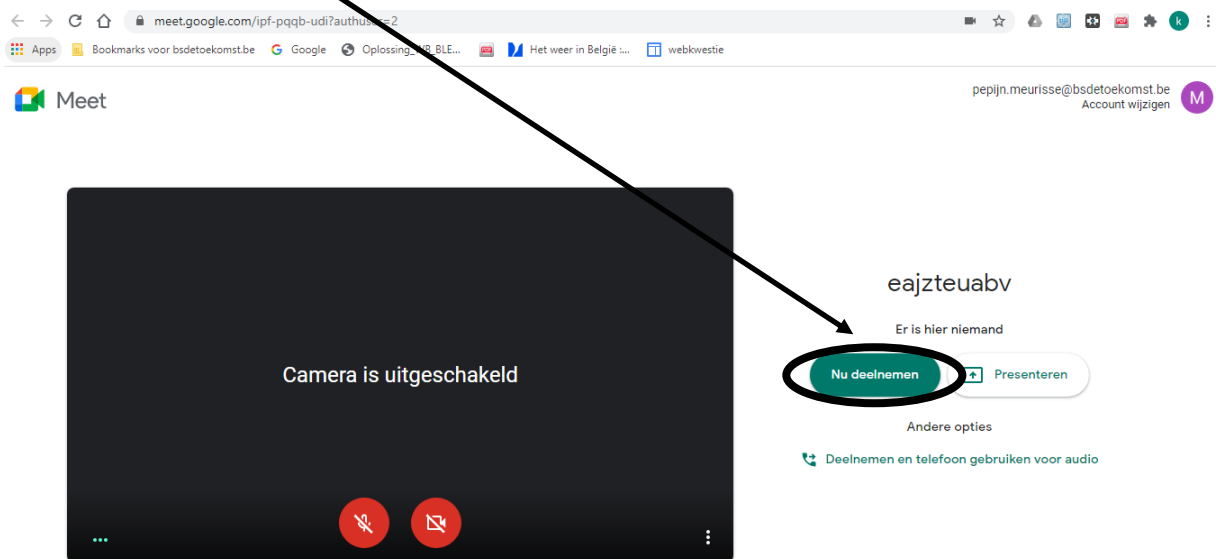 meet.google.com/ipf-pqqb-udi?authuser=2
k
Apps Bookmarks voor bsdetoekomst.be Google Het weer in België :... webkwestie
Meet
pepijn.meurisse@bsdetoekomst.be
Account wijzigen
M
Camera is uitgeschakeld
eajzteuabv
Er is hier niemand
Nu deelnemen Presenteren
Andere opties
Deelnemen en telefoon gebruiken voor audio